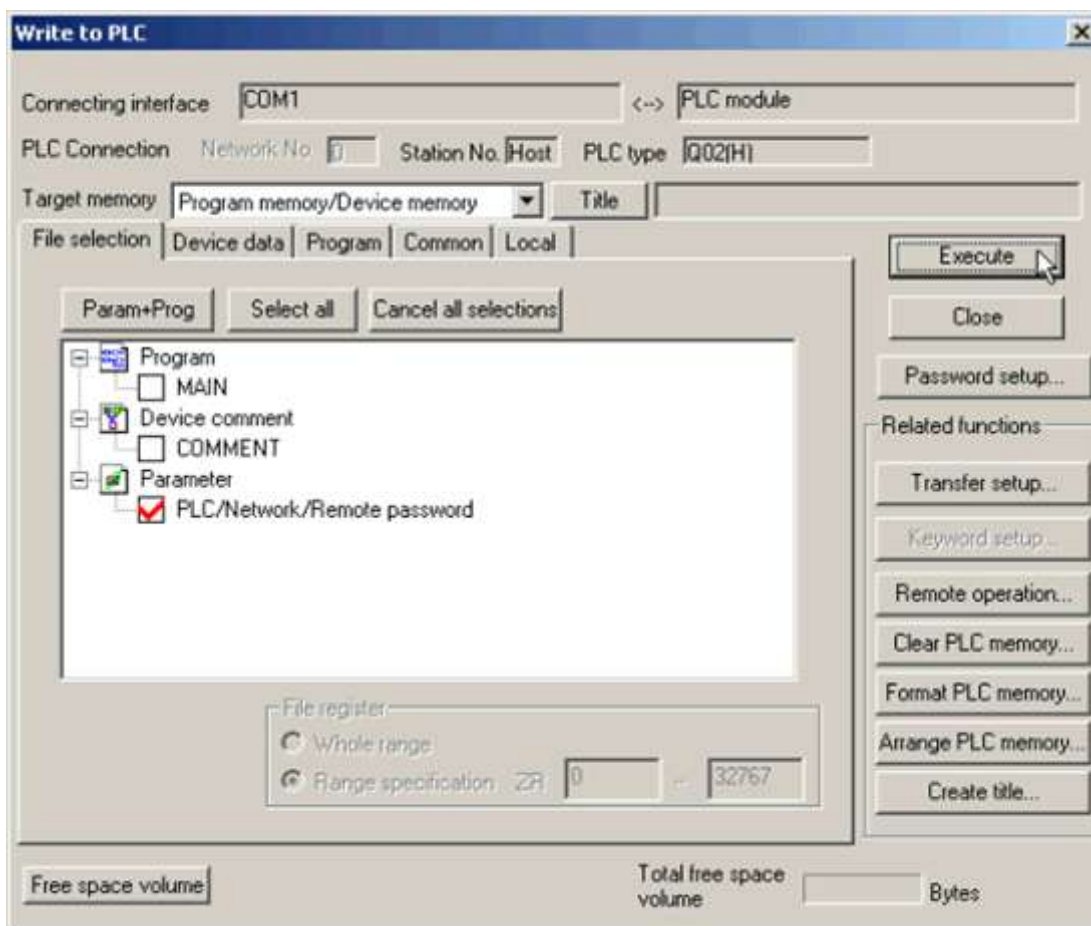 Write to PLC
Connecting interface COM1 <--> PLC module
PLC Connection Network No 0 Station No. Host PLC type Q02(H)
Target memory Program memory/Device memory Title
File selection Device data Program Common Local
Execute
Param+Prog Select all Cancel all selections
Close
Program
MAIN
Password setup...
Device comment
Related functions
COMMENT
Parameter
Transfer setup...
PLC/Network/Remote password
Keyword setup...
Remote operation...
Clear PLC memory...
Format PLC memory...
File register
Whole range
Arrange PLC memory...
Range specification ZR 0 - 32767
Create title...
Free space volume
Total free space
volume
Bytes